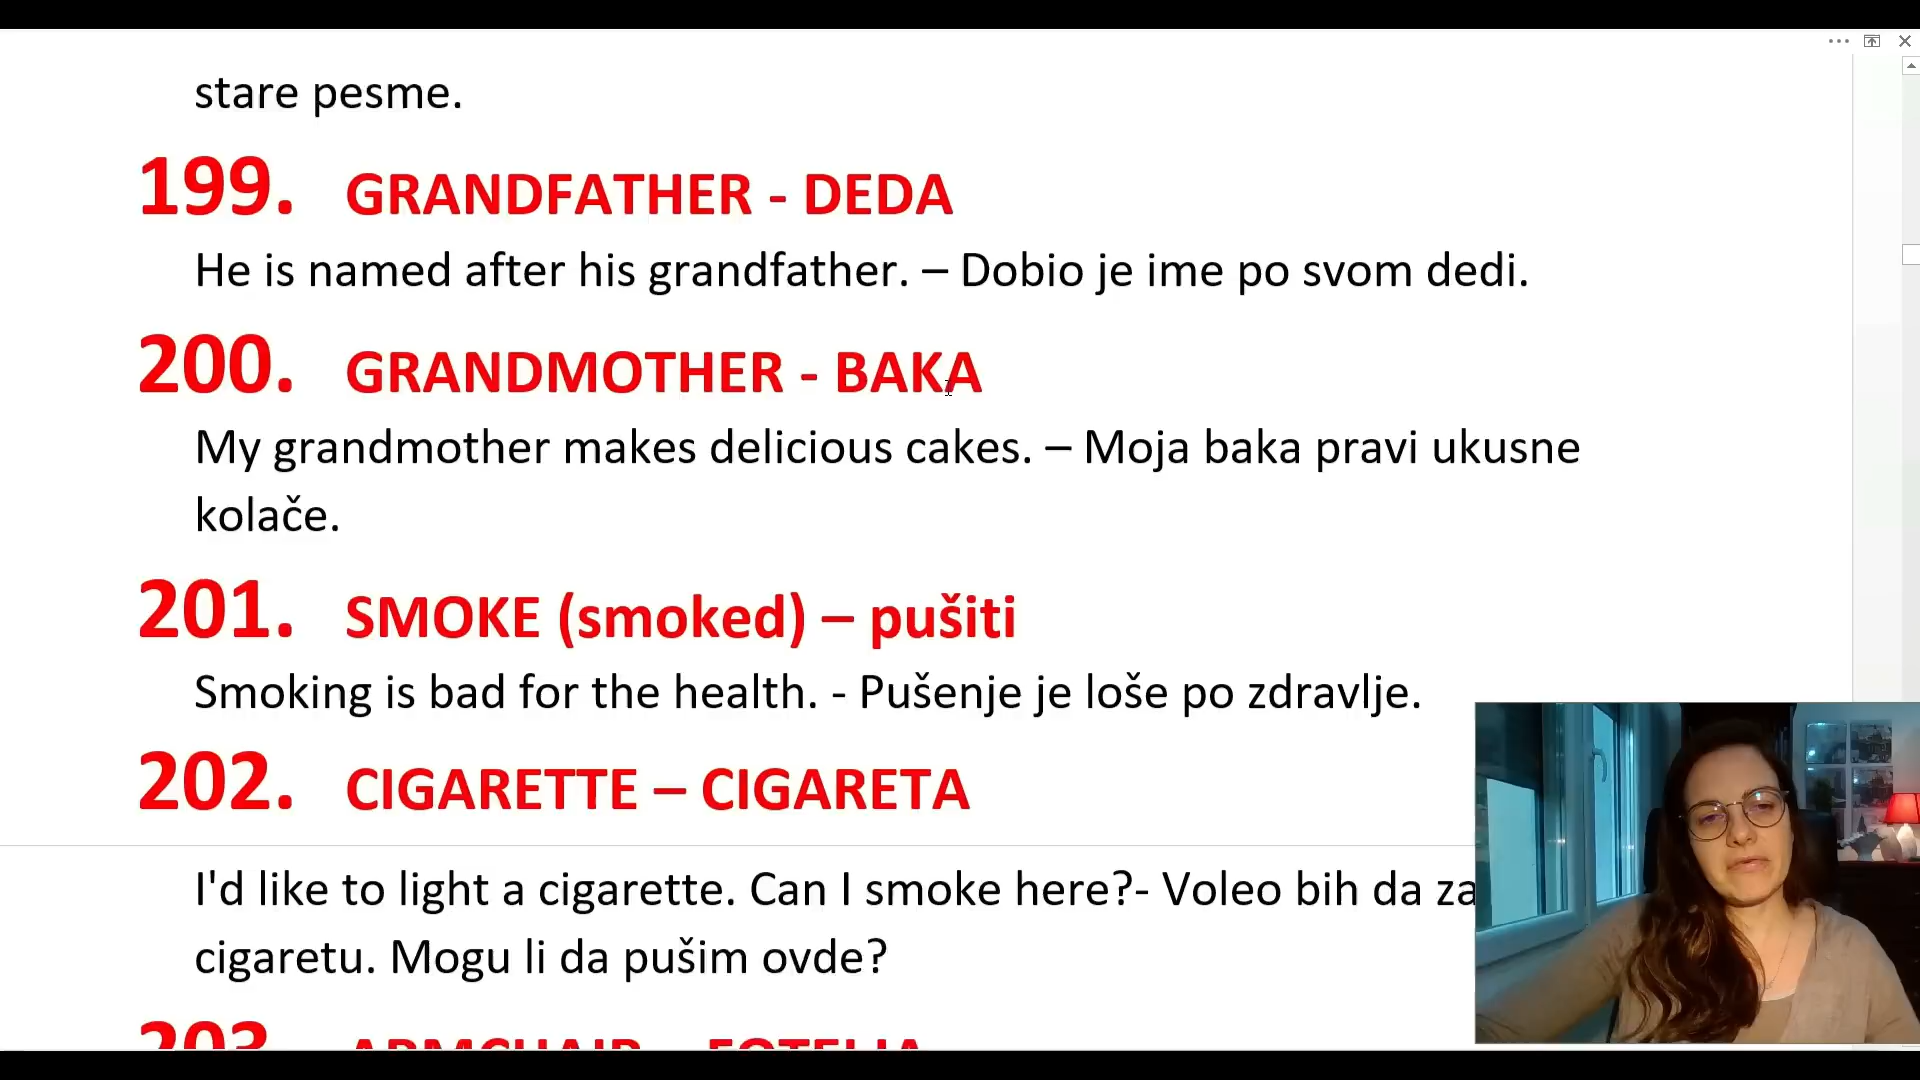 stare pesme.
199. GRANDFATHER - DEDA
He is named after his grandfather. – Dobio je ime po svom dedi.
200. GRANDMOTHER - BAKA
My grandmother makes delicious cakes. – Moja baka pravi ukusne
kolače.
201. SMOKE (smoked) – pušiti
Smoking is bad for the health. - Pušenje je loše po zdravlje.
202. CIGARETTE – CIGARETA
I'd like to light a cigarette. Can I smoke here?- Voleo bih da
cigaretu. Mogu li da pušim ovde?
203. ARMCHAIR – FOTELJA